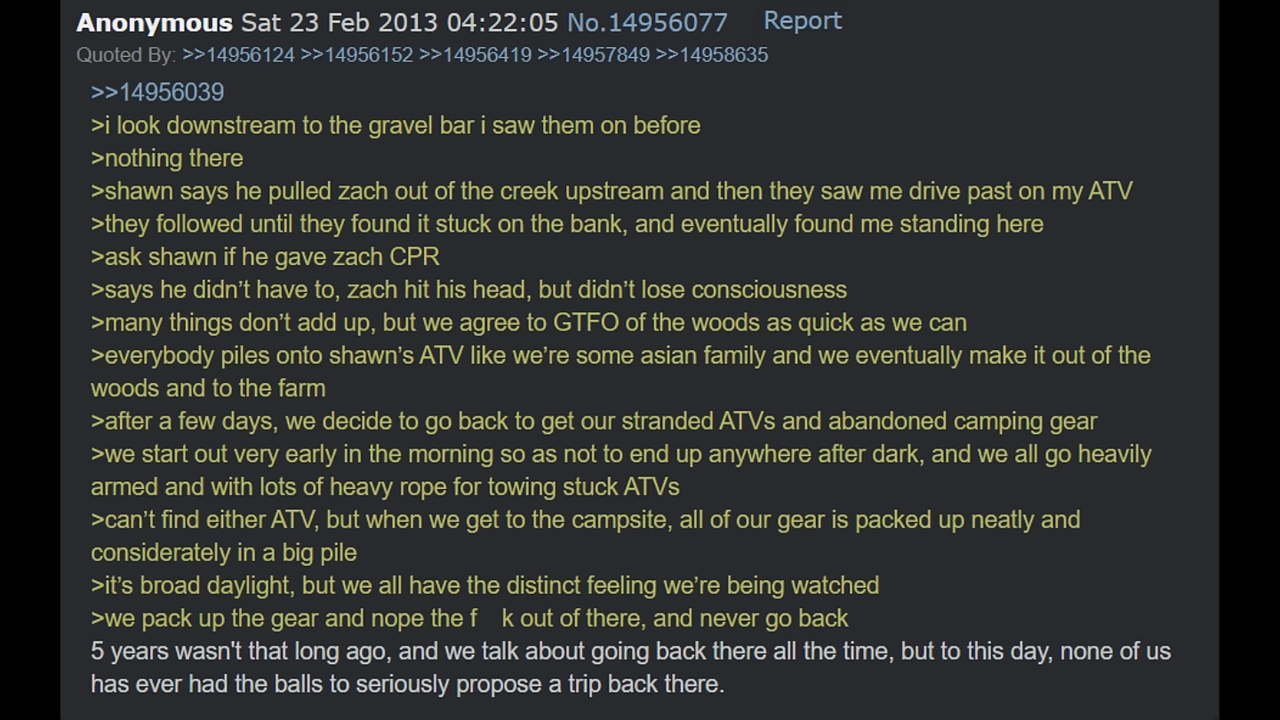 Anonymous Sat 23 Feb 2013 04:22:05 No.14956077 Report
Quoted By: >>14956124 >>14956152 >>14956419 >>14957849 >>14958635
>>14956039
>i look downstream to the gravel bar i saw them on before
>nothing there
>shawn says he pulled zach out of the creek upstream and then they saw me drive past on my ATV
>they followed until they found it stuck on the bank, and eventually found me standing here
>ask shawn if he gave zach CPR
>says he didn’t have to, zach hit his head, but didn’t lose consciousness
>many things don’t add up, but we agree to GTFO of the woods as quick as we can
>everybody piles onto shawn’s ATV like we’re some asian family and we eventually make it out of the
woods and to the farm
>after a few days, we decide to go back to get our stranded ATVs and abandoned camping gear
>we start out very early in the morning so as not to end up anywhere after dark, and we all go heavily
armed and with lots of heavy rope for towing stuck ATVs
>can’t find either ATV, but when we get to the campsite, all of our gear is packed up neatly and
considerately in a big pile
>it’s broad daylight, but we all have the distinct feeling we’re being watched
>we pack up the gear and nope the f k out of there, and never go back
5 years wasn't that long ago, and we talk about going back there all the time, but to this day, none of us
has ever had the balls to seriously propose a trip back there.